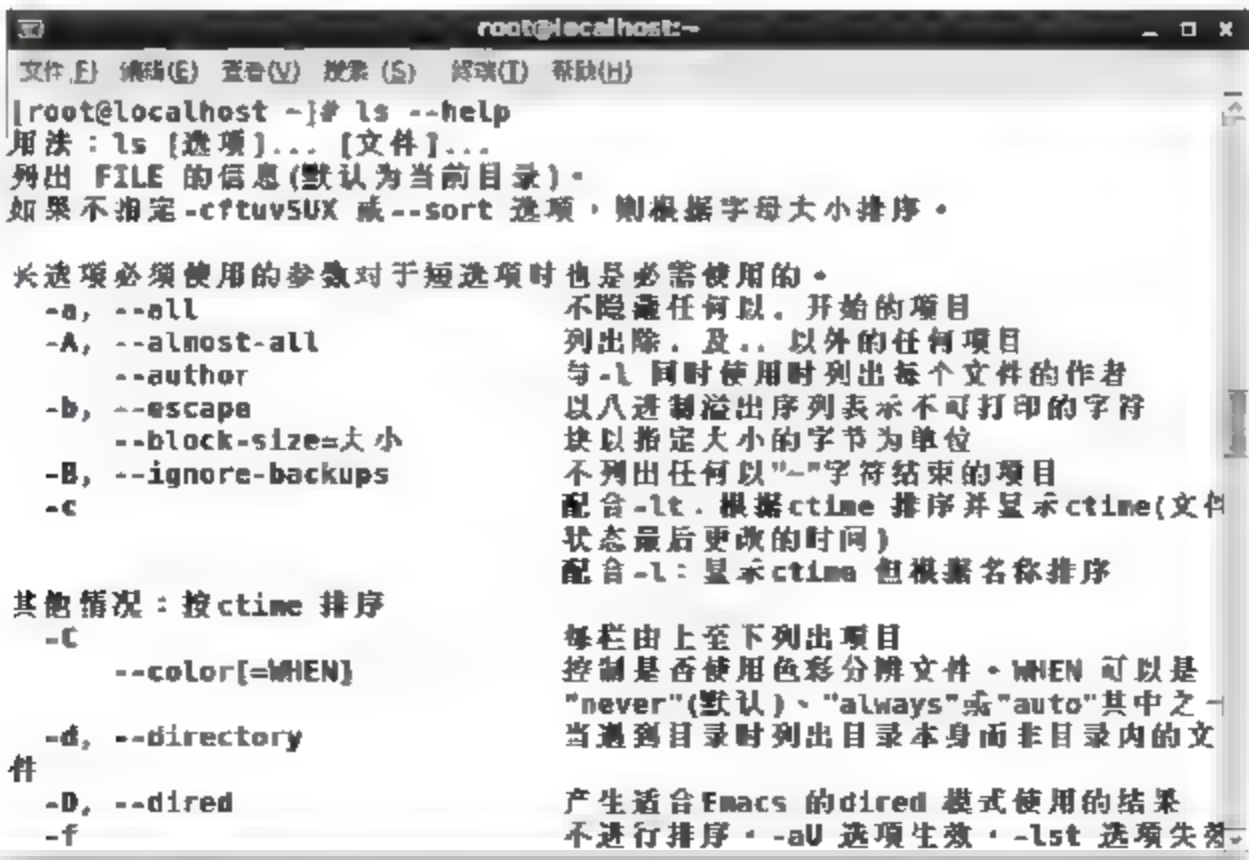 root@localhost:~
文件(F) 编辑(E) 查看(V) 搜索 (S) 终端(T) 帮助(H)
[root@localhost ~]# ls --help
用法：ls [选项]... [文件]...
列出 FILE 的信息(默认为当前目录)。
如果不指定-cftuvSUX 或--sort 选项，则根据字母大小排序。
长选项必须使用的参数对于短选项时也是必需使用的。
-a, --all 不隐藏任何以. 开始的项目
-A, --almost-all 列出除. 及.. 以外的任何项目
--author 与-l 同时使用时列出每个文件的作者
-b, --escape 以八进制溢出序列表示不可打印的字符
--block-size=大小 块以指定大小的字节为单位
-B, --ignore-backups 不列出任何以"~"字符结束的项目
-c 配合-lt：根据ctime 排序并显示ctime(文件
状态最后更改的时间)
配合-l：显示ctime 但根据名称排序
其他情况：按ctime 排序
-C 每栏由上至下列出项目
--color[=WHEN] 控制是否使用色彩分辨文件。WHEN 可以是
"never"(默认)、"always"或"auto"其中之一
-d, --directory 当遇到目录时列出目录本身而非目录内的文
件
-D, --dired 产生适合Emacs 的dired 模式使用的结果
-f 不进行排序，-aU 选项生效，-lst 选项失效